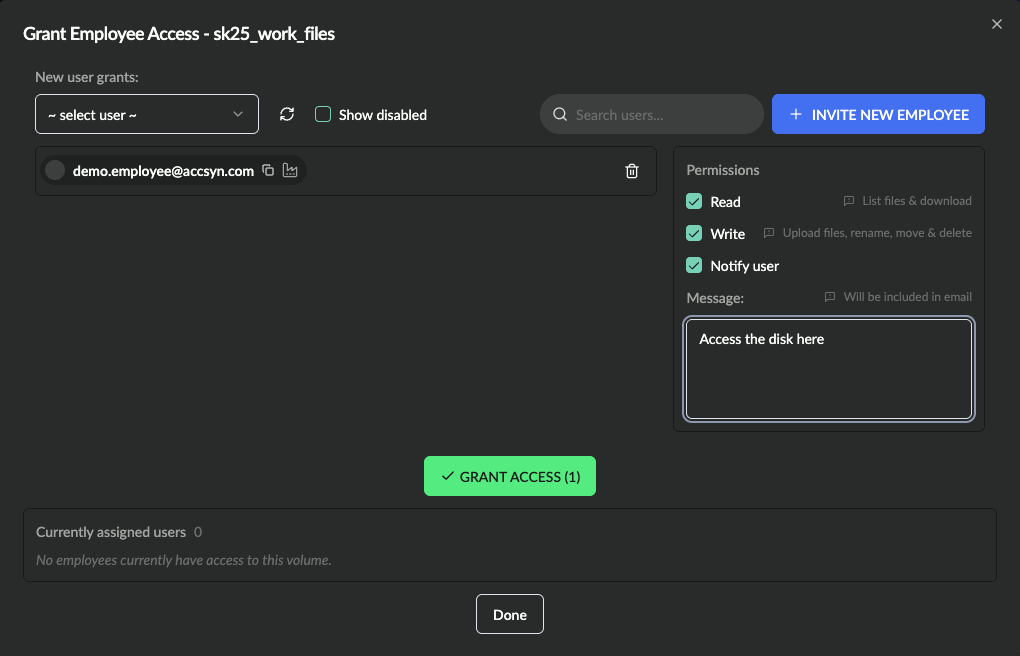 Grant Employee Access - sk25_work_files
New user grants:
~ select user ~
Show disabled
Search users...
INVITE NEW EMPLOYEE
demo.employee@accsyn.com
Permissions
Read List files & download
Write Upload files, rename, move & delete
Notify user
Message: Will be included in email
Access the disk here
GRANT ACCESS (1)
Currently assigned users 0
No employees currently have access to this volume.
Done